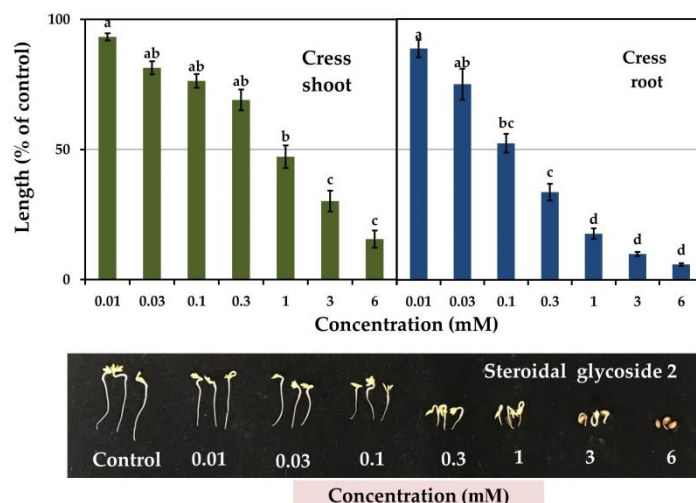 100
50
0
Length (% of control)
a
ab
ab
ab
b
c
c
Cress
shoot
a
ab
bc
c
d
d
d
Cress
root
0.01 0.03 0.1 0.3 1 3 6
0.01 0.03 0.1 0.3 1 3 6
Concentration (mM)
Steroidal glycoside 2
Control 0.01 0.03 0.1 0.3 1 3 6
Concentration (mM)